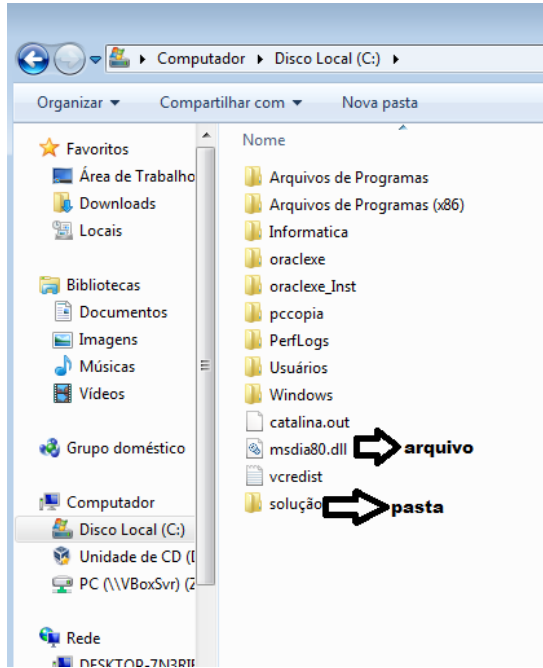 Computador Disco Local (C:)
Organizar Compartilhar com Nova pasta
Favoritos
Área de Trabalho
Downloads
Locais
Bibliotecas
Documentos
Imagens
Músicas
Vídeos
Grupo doméstico
Computador
Disco Local (C:)
Unidade de CD (
PC (\\VBoxSvr) (Z
Rede
Nome
Arquivos de Programas
Arquivos de Programas (x86)
Informatica
oraclexe
oraclexe_Inst
pccopia
PerfLogs
Usuários
Windows
catalina.out
msdia80.dll arquivo
vcredist
solução pasta